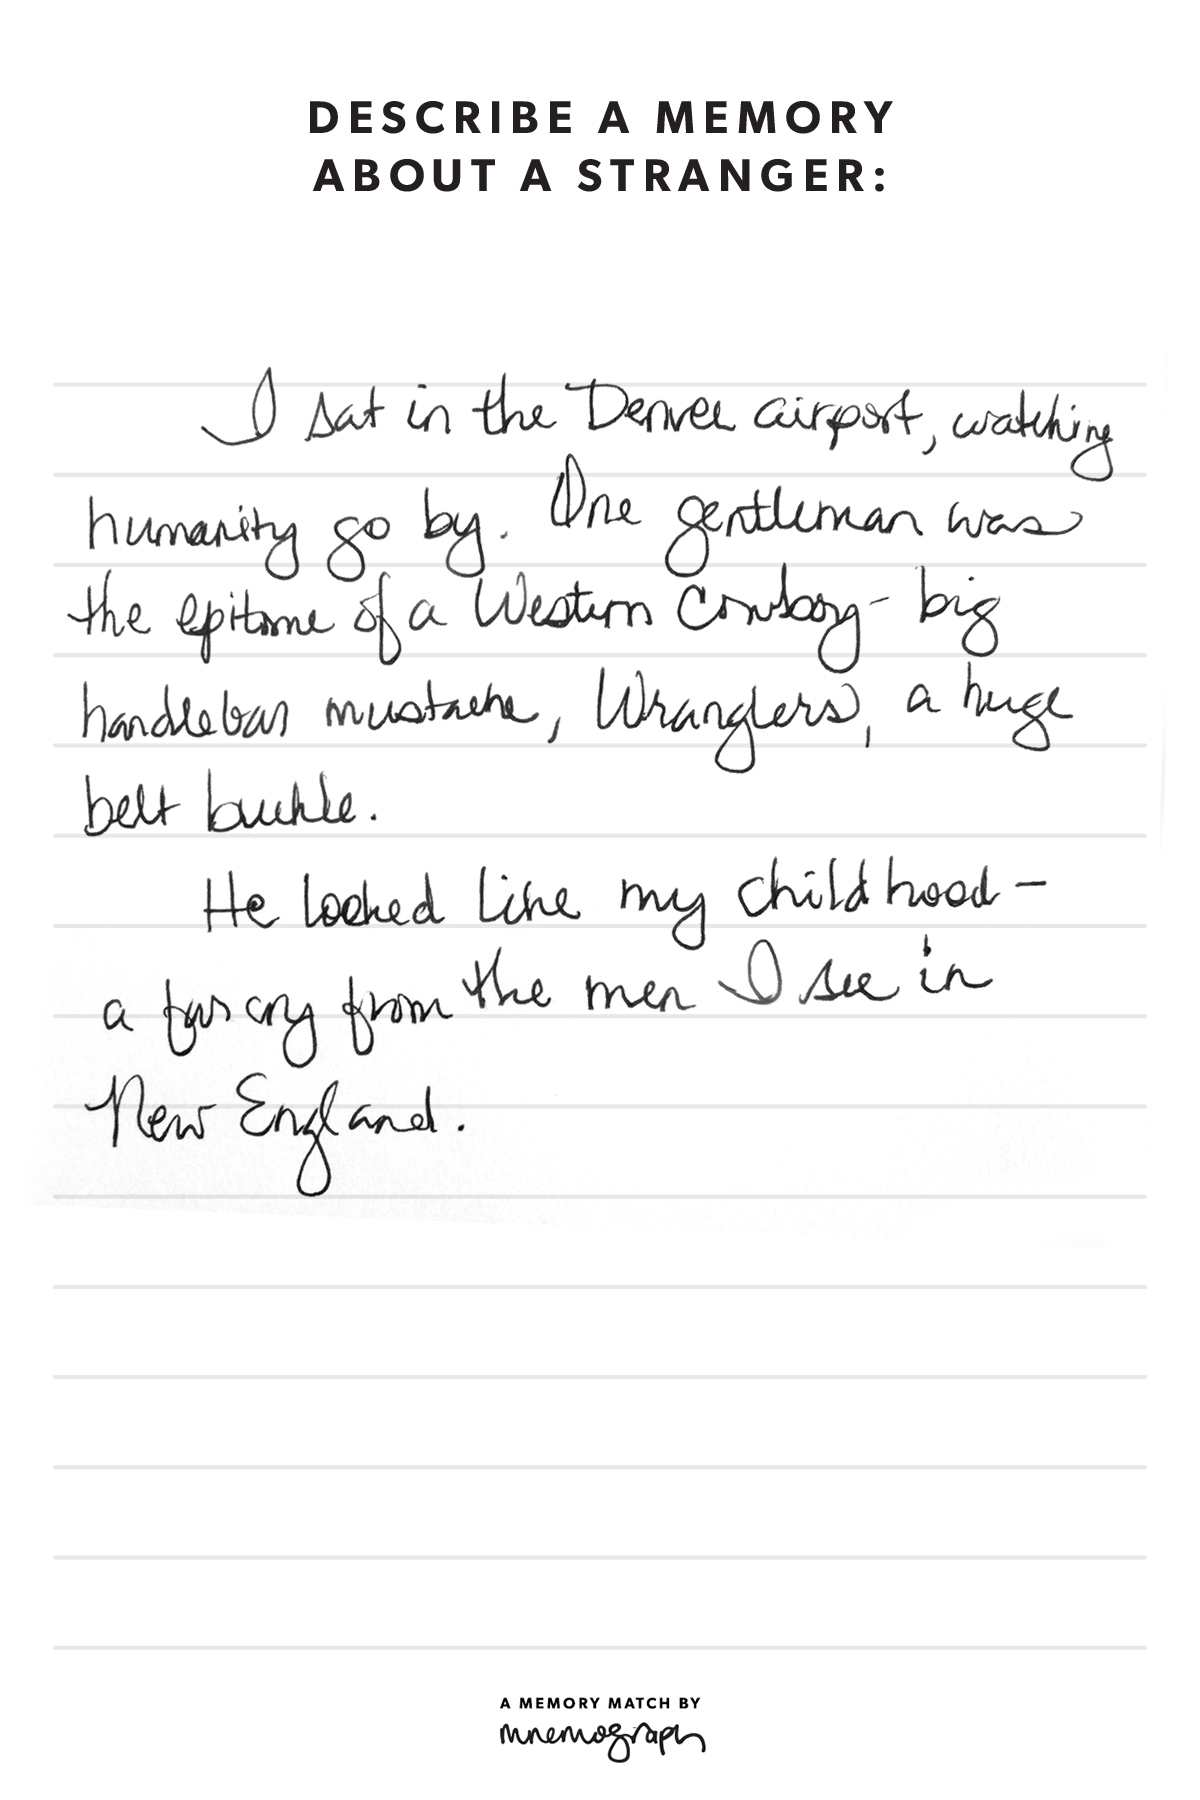 DESCRIBE A MEMORY
ABOUT A STRANGER:
I sat in the Denver airport, watching
humanity go by. One gentleman was
the epitome of a Western Cowboy - big
handlebar mustache, Wranglers, a huge
belt buckle.
He looked like my childhood -
a far cry from the men I see in
New England.
A MEMORY MATCH BY
mnemograph